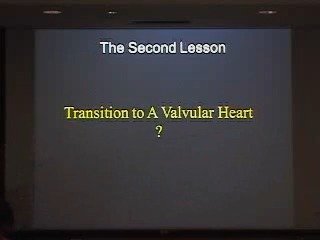 The Second Lesson
Transition to A Valvular Heart
?